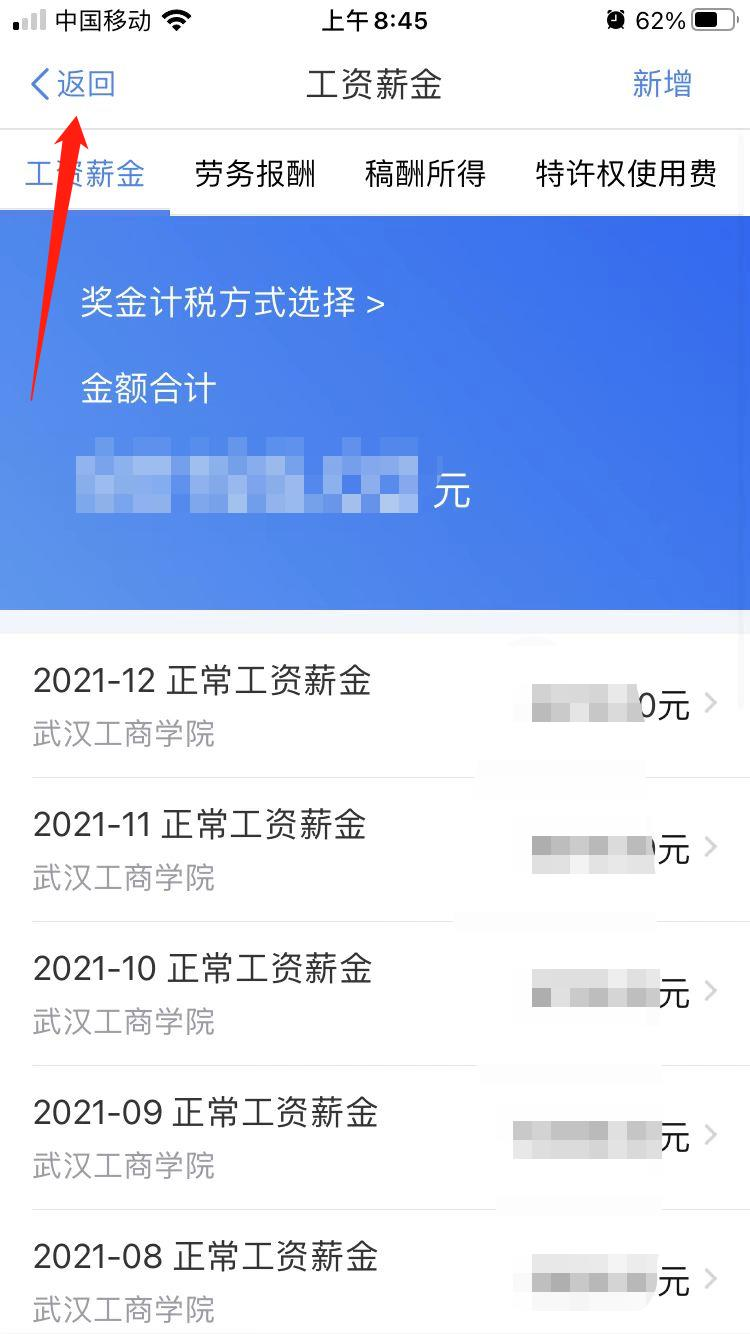 中国移动 上午8:45 62%
返回 工资薪金 新增
工资薪金 劳务报酬 稿酬所得 特许权使用费
奖金计税方式选择 >
金额合计
元
2021-12 正常工资薪金
0元
武汉工商学院
2021-11 正常工资薪金
元
武汉工商学院
2021-10 正常工资薪金
元
武汉工商学院
2021-09 正常工资薪金
元
武汉工商学院
2021-08 正常工资薪金
元
武汉工商学院